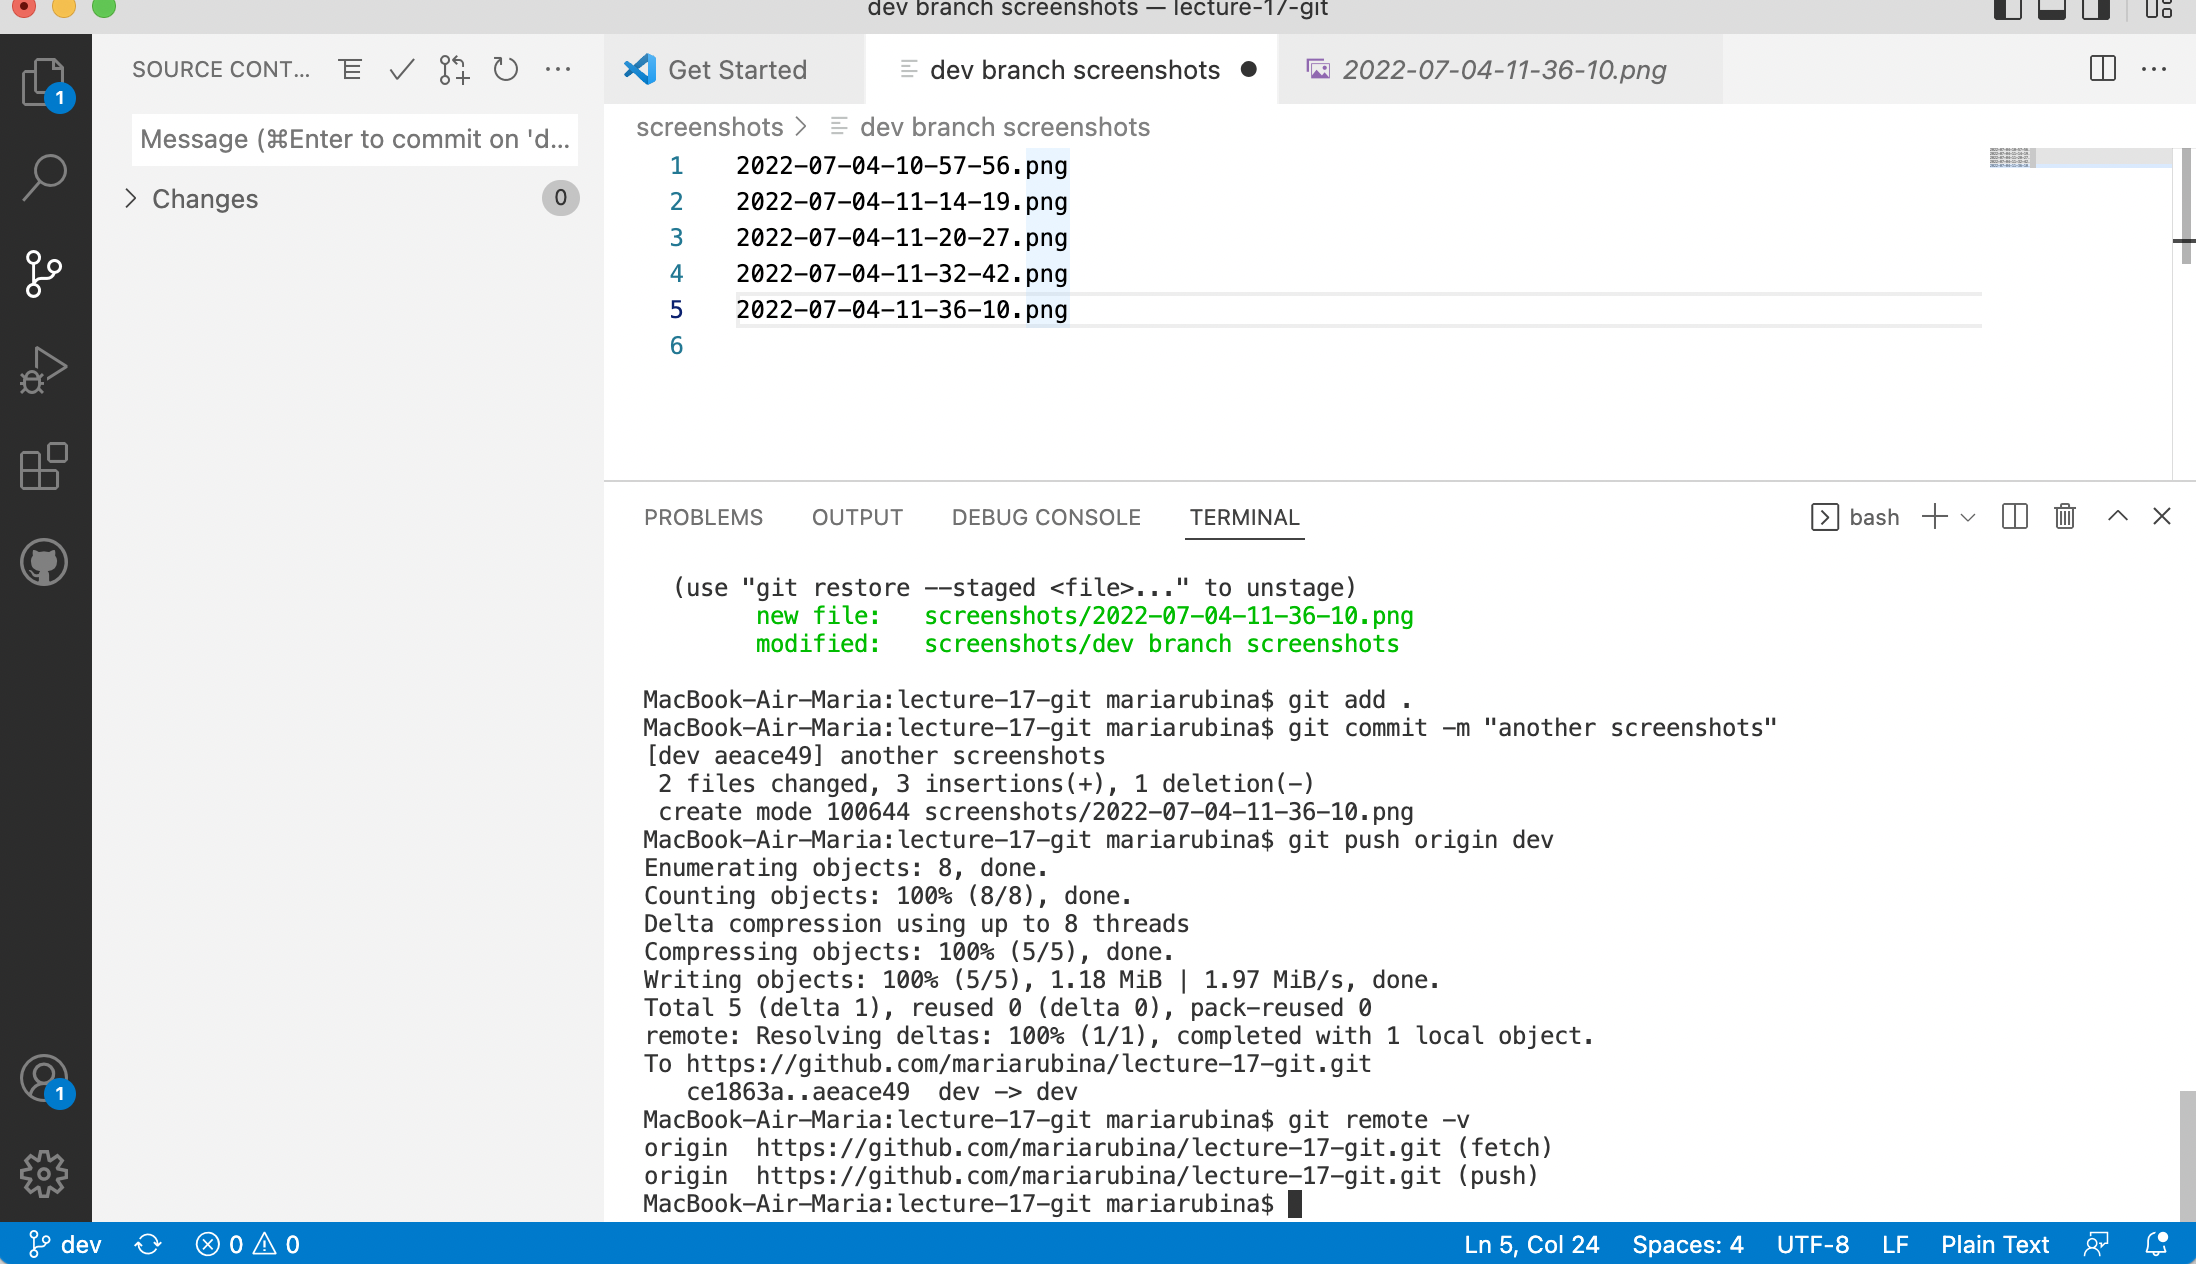 dev branch screenshots — lecture-17-git
SOURCE CONT...
Get Started
dev branch screenshots
2022-07-04-11-36-10.png
1
Message (⌘Enter to commit on 'd...
Changes
0
screenshots > dev branch screenshots
1 2022-07-04-10-57-56.png
2 2022-07-04-11-14-19.png
3 2022-07-04-11-20-27.png
4 2022-07-04-11-32-42.png
5 2022-07-04-11-36-10.png
6
PROBLEMS OUTPUT DEBUG CONSOLE TERMINAL
bash
(use "git restore --staged <file>..." to unstage)
new file: screenshots/2022-07-04-11-36-10.png
modified: screenshots/dev branch screenshots
MacBook-Air-Maria:lecture-17-git mariarubina$ git add .
MacBook-Air-Maria:lecture-17-git mariarubina$ git commit -m "another screenshots"
[dev aeace49] another screenshots
2 files changed, 3 insertions(+), 1 deletion(-)
create mode 100644 screenshots/2022-07-04-11-36-10.png
MacBook-Air-Maria:lecture-17-git mariarubina$ git push origin dev
Enumerating objects: 8, done.
Counting objects: 100% (8/8), done.
Delta compression using up to 8 threads
Compressing objects: 100% (5/5), done.
Writing objects: 100% (5/5), 1.18 MiB | 1.97 MiB/s, done.
Total 5 (delta 1), reused 0 (delta 0), pack-reused 0
remote: Resolving deltas: 100% (1/1), completed with 1 local object.
To https://github.com/mariarubina/lecture-17-git.git
ce1863a..aeace49 dev -> dev
MacBook-Air-Maria:lecture-17-git mariarubina$ git remote -v
origin https://github.com/mariarubina/lecture-17-git.git (fetch)
origin https://github.com/mariarubina/lecture-17-git.git (push)
MacBook-Air-Maria:lecture-17-git mariarubina$
1
dev 0 0
Ln 5, Col 24 Spaces: 4 UTF-8 LF Plain Text